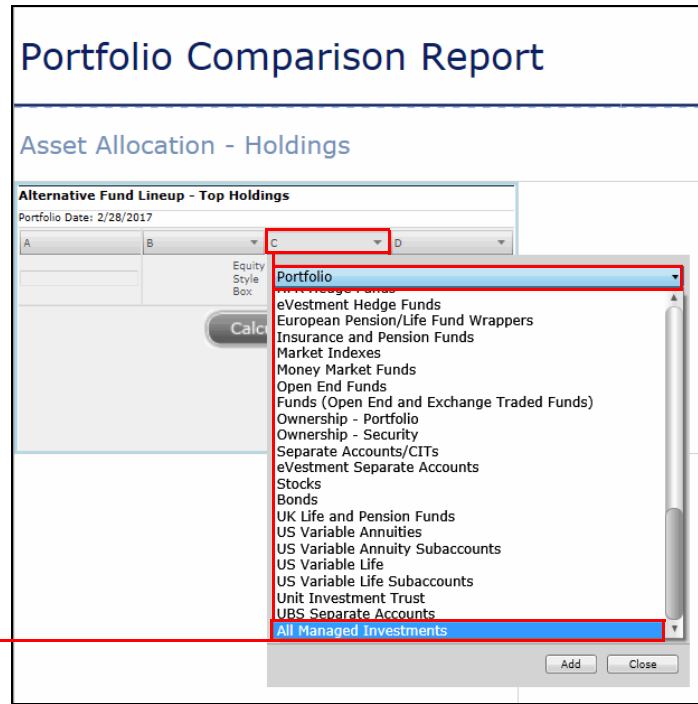 Portfolio Comparison Report
Asset Allocation - Holdings
Alternative Fund Lineup - Top Holdings
Portfolio Date: 2/28/2017
A B C D
Equity
Style
Box
Portfolio
Hedge Funds
eVestment Hedge Funds
European Pension/Life Fund Wrappers
Insurance and Pension Funds
Market Indexes
Money Market Funds
Open End Funds
Funds (Open End and Exchange Traded Funds)
Ownership - Portfolio
Ownership - Security
Separate Accounts/CITs
eVestment Separate Accounts
Stocks
Bonds
UK Life and Pension Funds
US Variable Annuities
US Variable Annuity Subaccounts
US Variable Life
US Variable Life Subaccounts
Unit Investment Trust
UBS Separate Accounts
All Managed Investments
Add Close